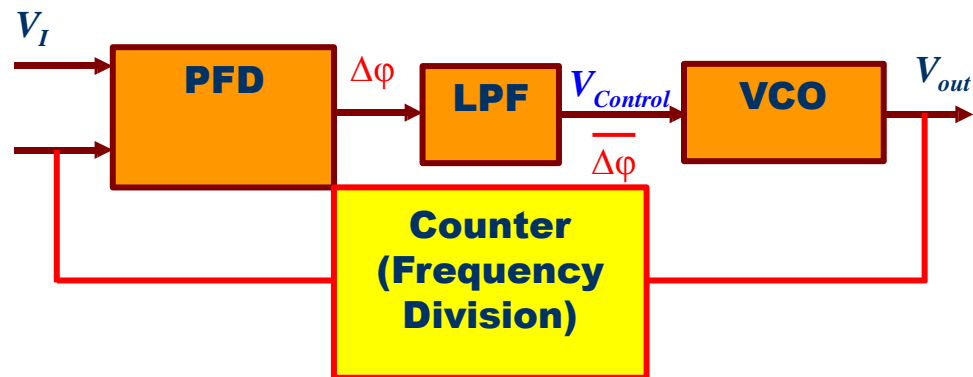 V_I
PFD
Δφ
LPF
V_Control
Δφ̅
VCO
V_out
Counter
(Frequency
Division)